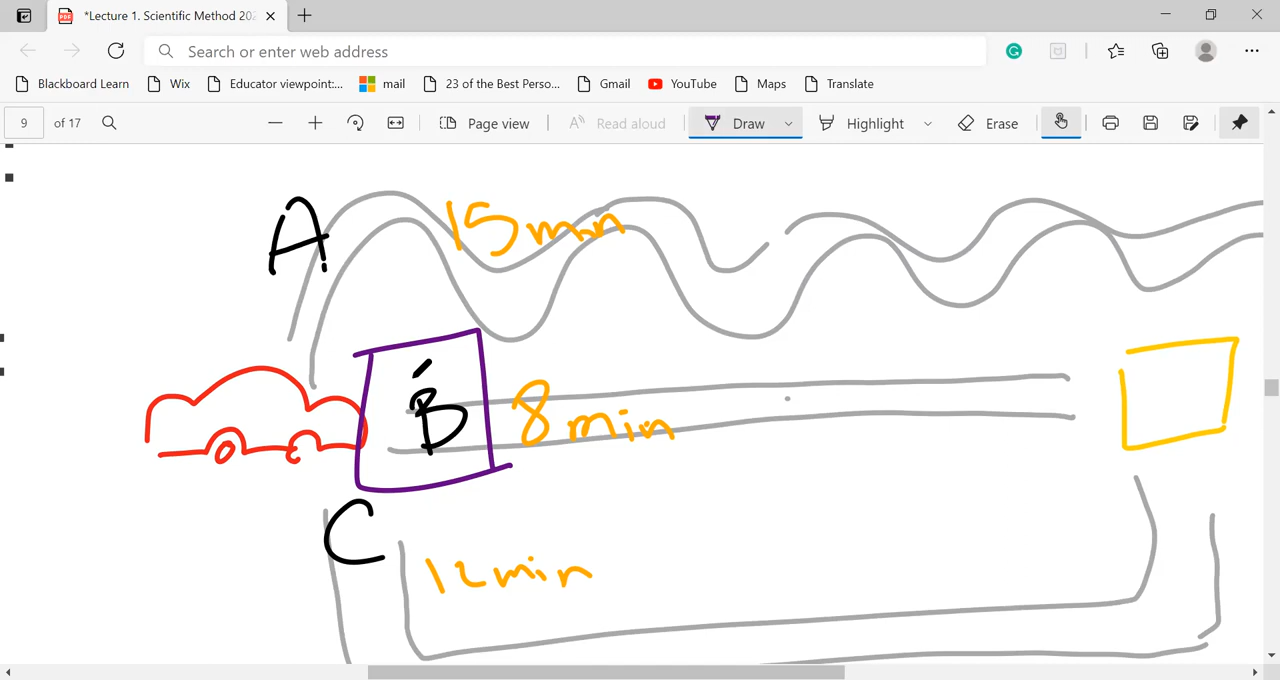 *Lecture 1. Scientific Method 202
Search or enter web address
Blackboard Learn Wix Educator viewpoint:... mail 23 of the Best Perso... Gmail YouTube Maps Translate
9 of 17 Page view Read aloud Draw Highlight Erase
A 15 min
B 8 min
C
12 min